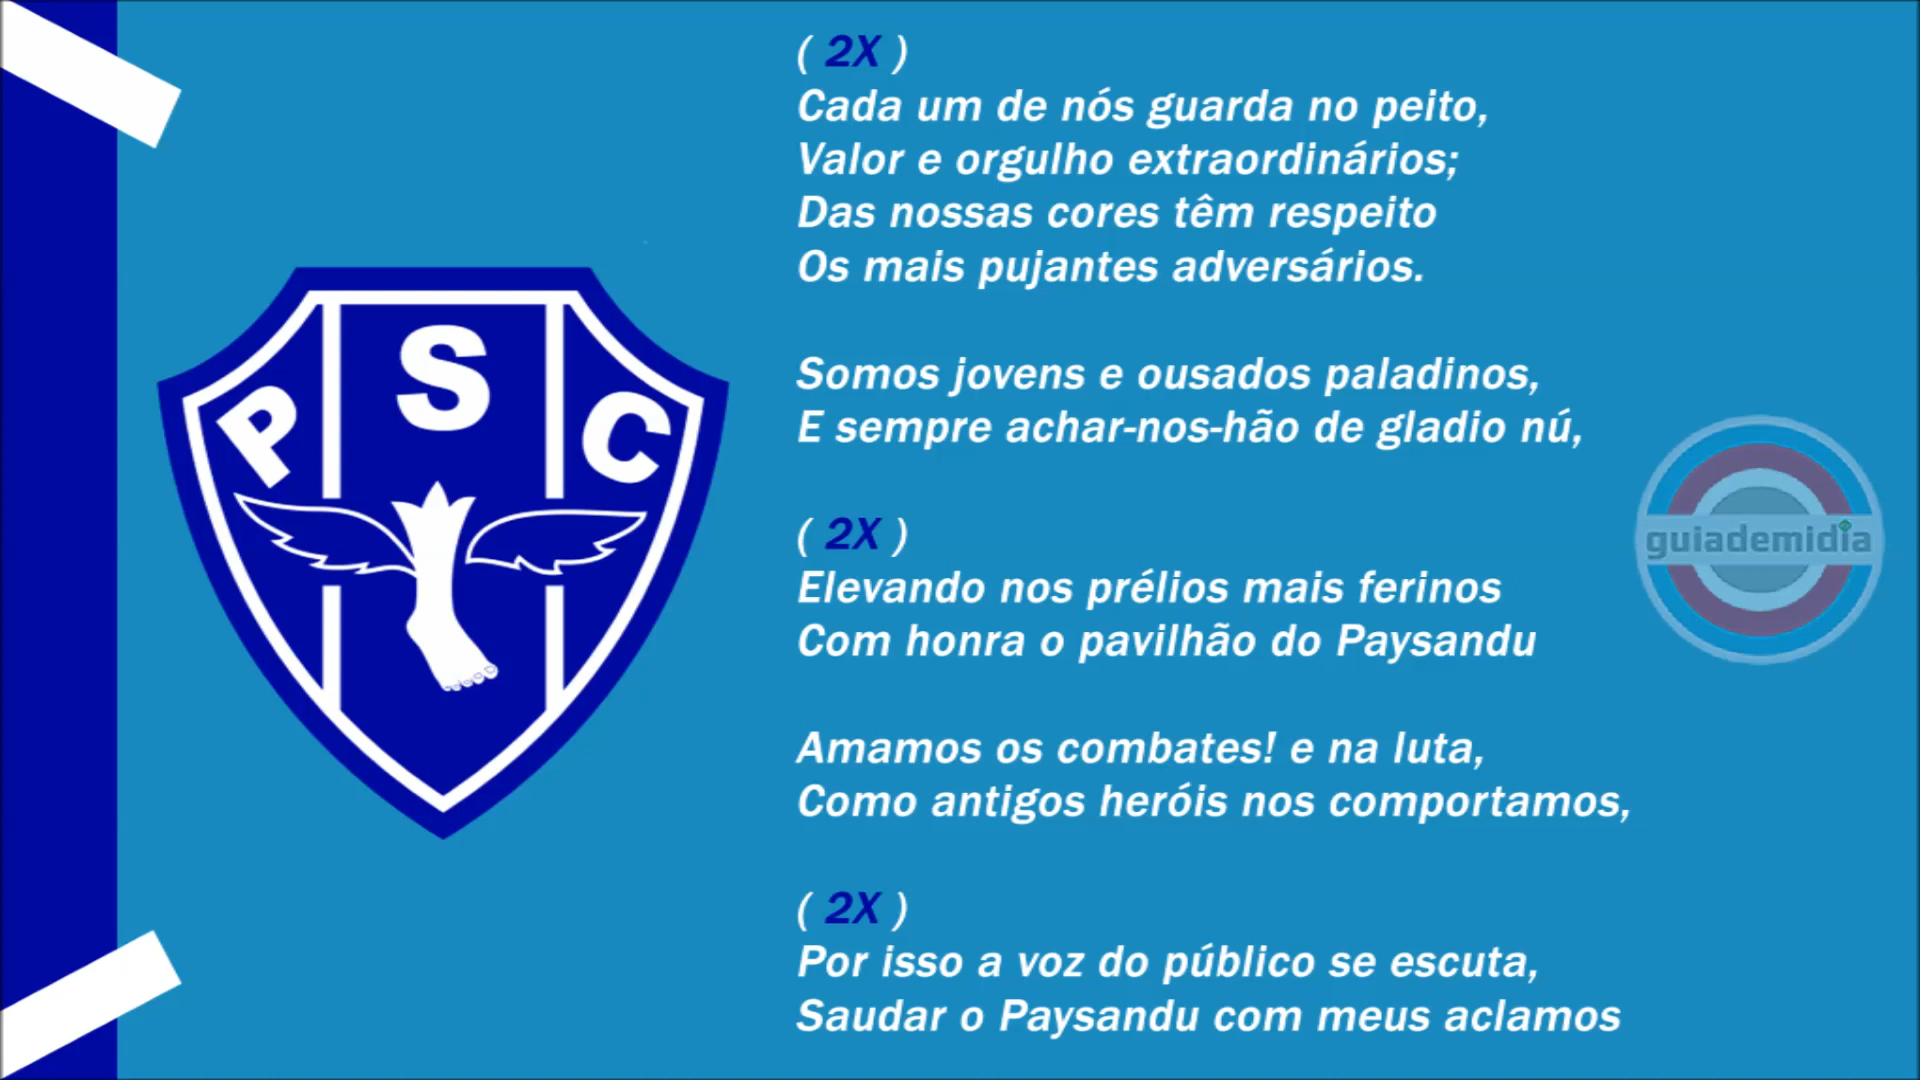 P S C
( 2X )
Cada um de nós guarda no peito,
Valor e orgulho extraordinários;
Das nossas cores têm respeito
Os mais pujantes adversários.
Somos jovens e ousados paladinos,
E sempre achar-nos-hão de gladio nú,
( 2X )
Elevando nos prélios mais ferinos
Com honra o pavilhão do Paysandu
Amamos os combates! e na luta,
Como antigos heróis nos comportamos,
( 2X )
Por isso a voz do público se escuta,
Saudar o Paysandu com meus aclamos
guiademidia